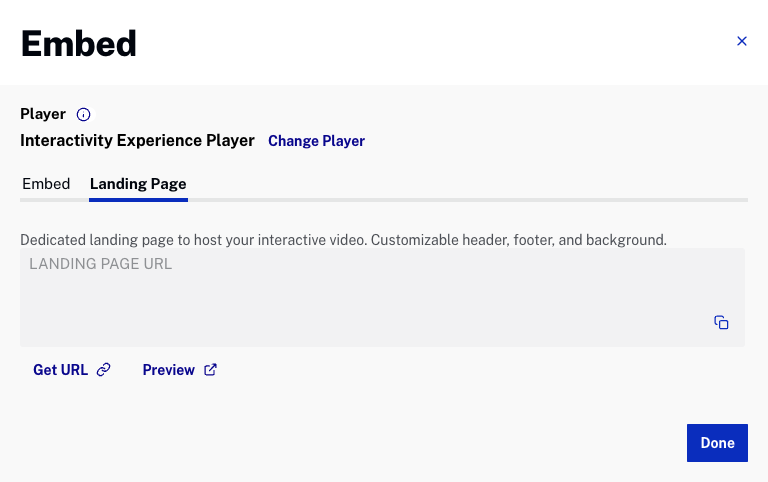 Embed
Player
Interactivity Experience Player Change Player
Embed Landing Page
Dedicated landing page to host your interactive video. Customizable header, footer, and background.
LANDING PAGE URL
Get URL Preview
Done